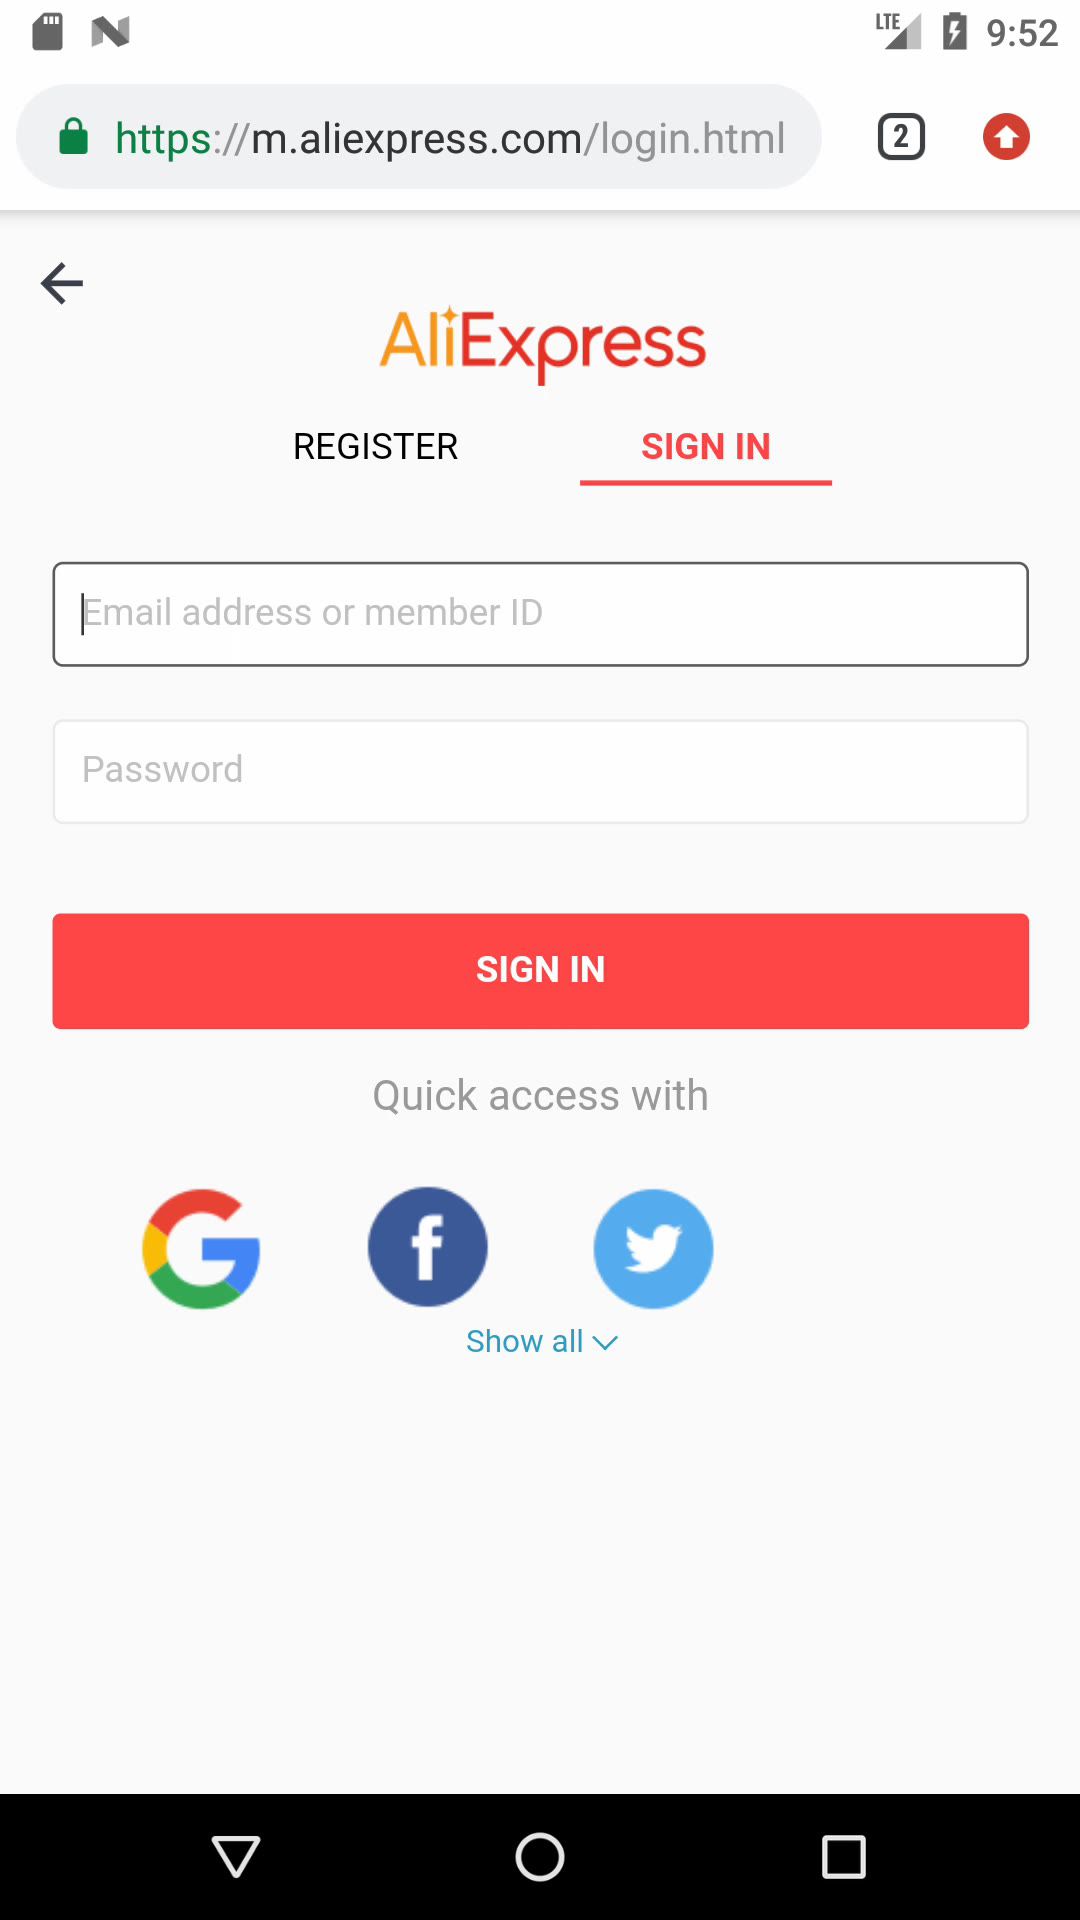 LTE 9:52
https://m.aliexpress.com/login.html 2
AliExpress
REGISTER SIGN IN
Email address or member ID
Password
SIGN IN
Quick access with
Show all